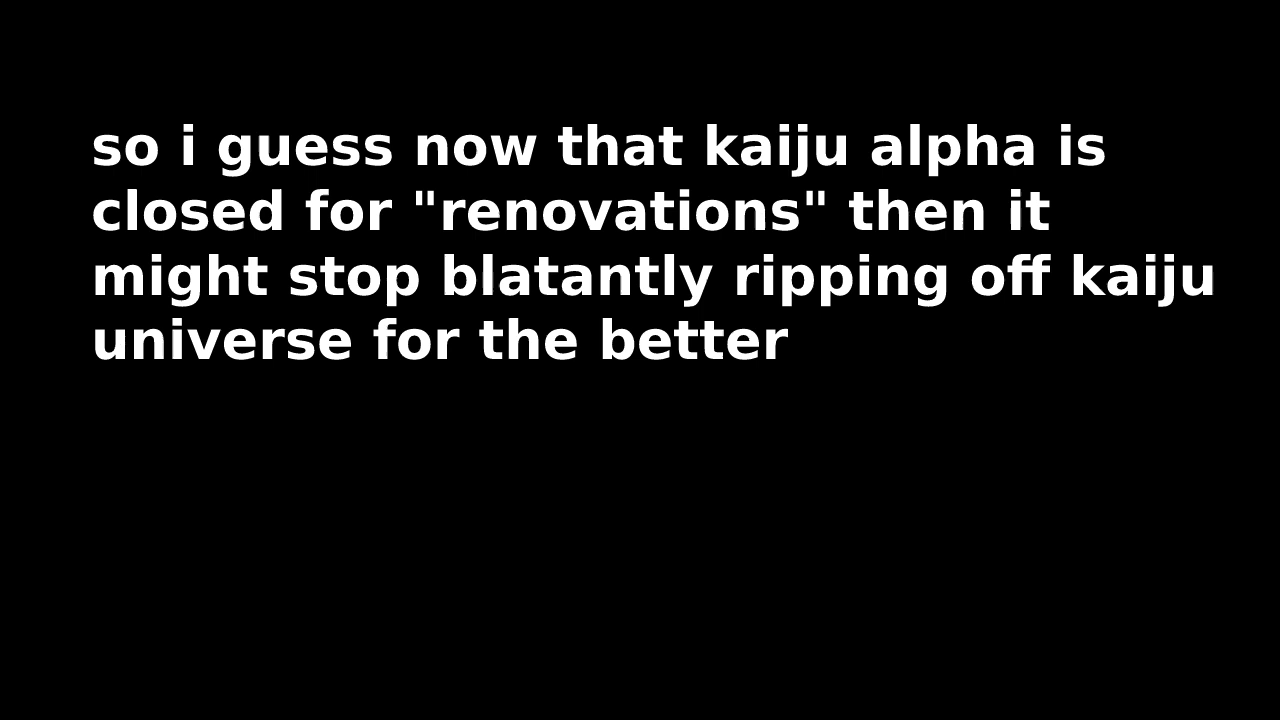 so i guess now that kaiju alpha is
closed for "renovations" then it
might stop blatantly ripping off kaiju
universe for the better